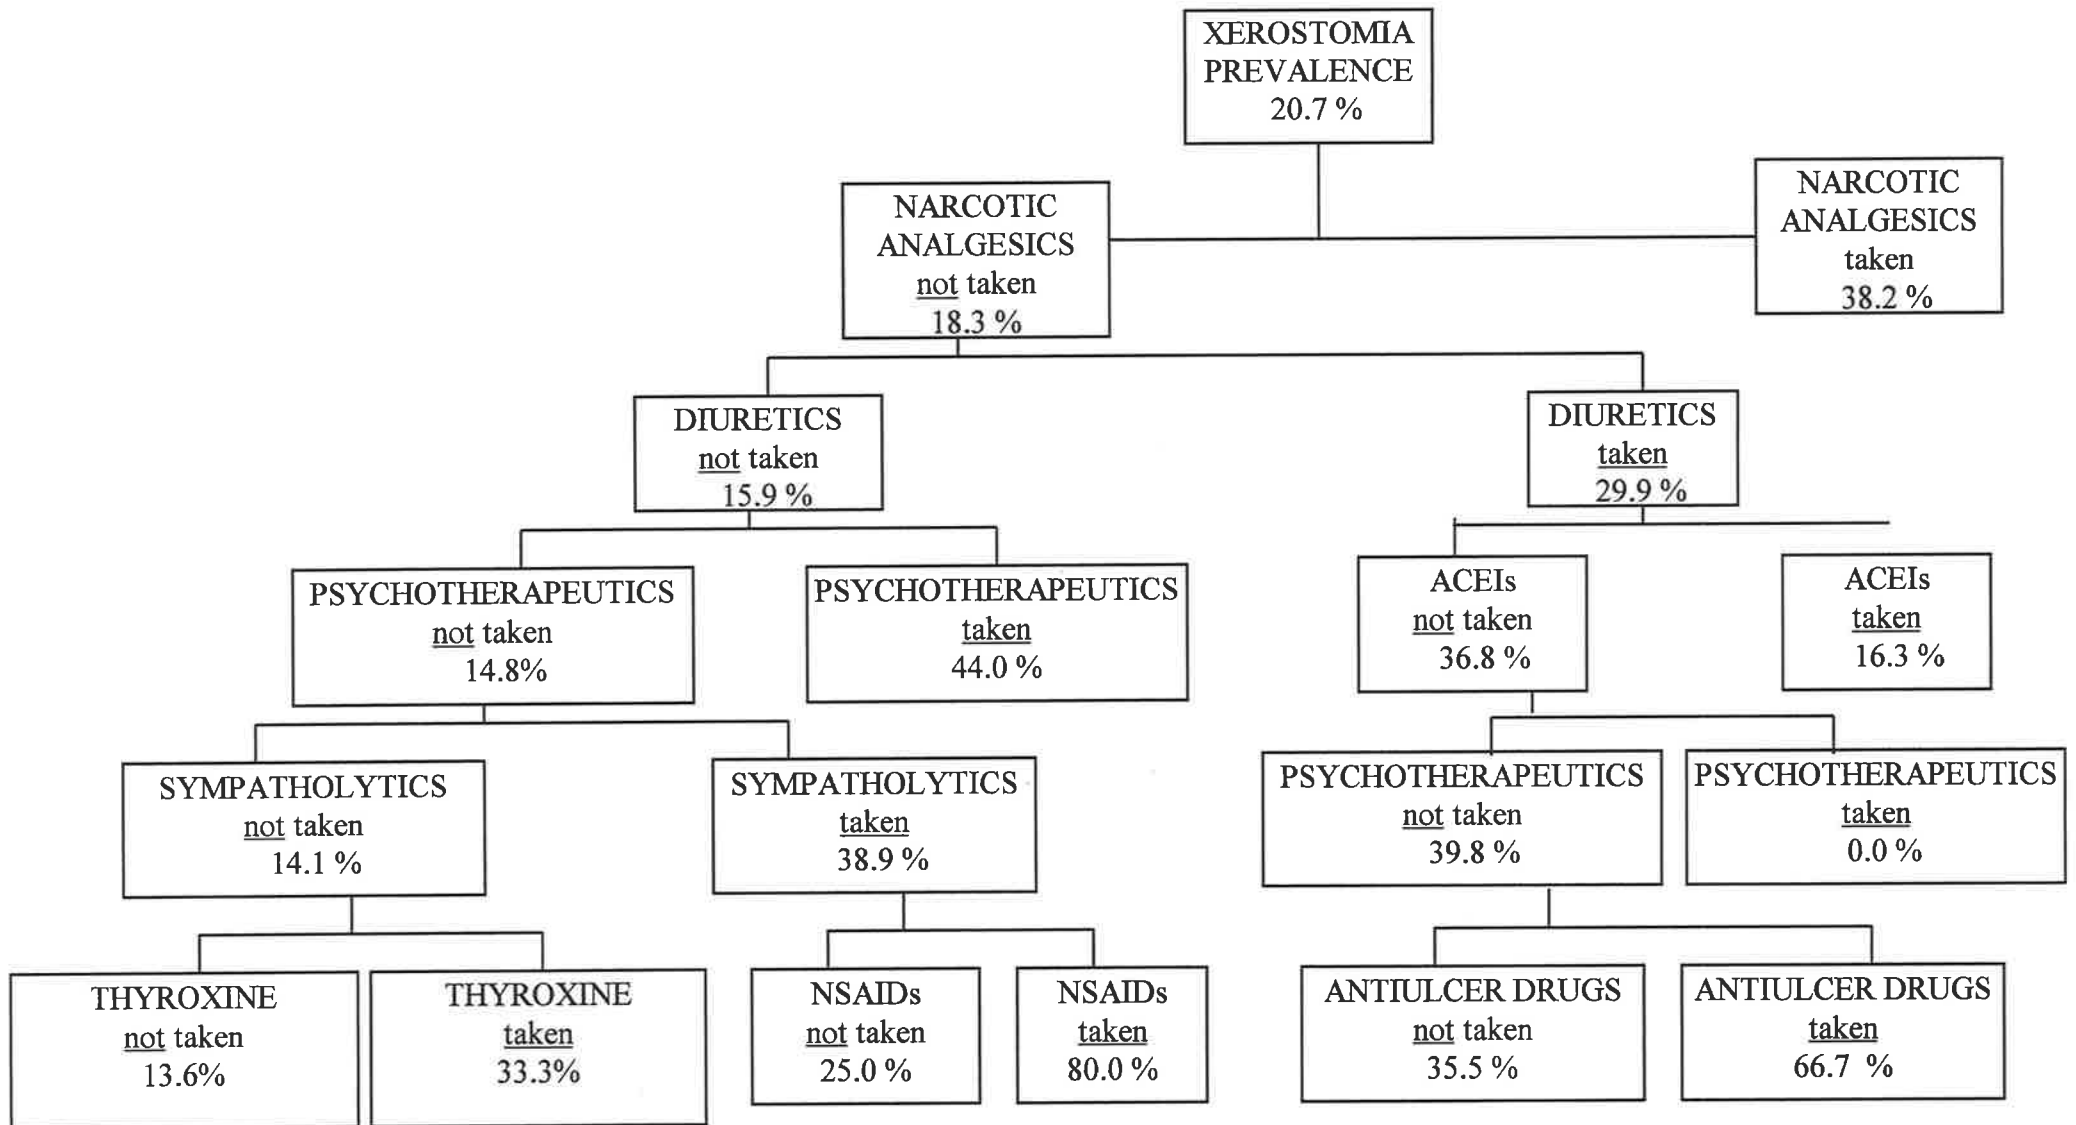 XEROSTOMIA
PREVALENCE
20.7 %
NARCOTIC
ANALGESICS
not taken
18.3 %
NARCOTIC
ANALGESICS
taken
38.2 %
DIURETICS
not taken
15.9 %
DIURETICS
taken
29.9 %
PSYCHOTHERAPEUTICS
not taken
14.8%
PSYCHOTHERAPEUTICS
taken
44.0 %
ACEIs
not taken
36.8 %
ACEIs
taken
16.3 %
SYMPATHOLYTICS
not taken
14.1 %
SYMPATHOLYTICS
taken
38.9 %
PSYCHOTHERAPEUTICS
not taken
39.8 %
PSYCHOTHERAPEUTICS
taken
0.0 %
THYROXINE
not taken
13.6%
THYROXINE
taken
33.3%
NSAIDs
not taken
25.0 %
NSAIDs
taken
80.0 %
ANTIULCER DRUGS
not taken
35.5 %
ANTIULCER DRUGS
taken
66.7 %